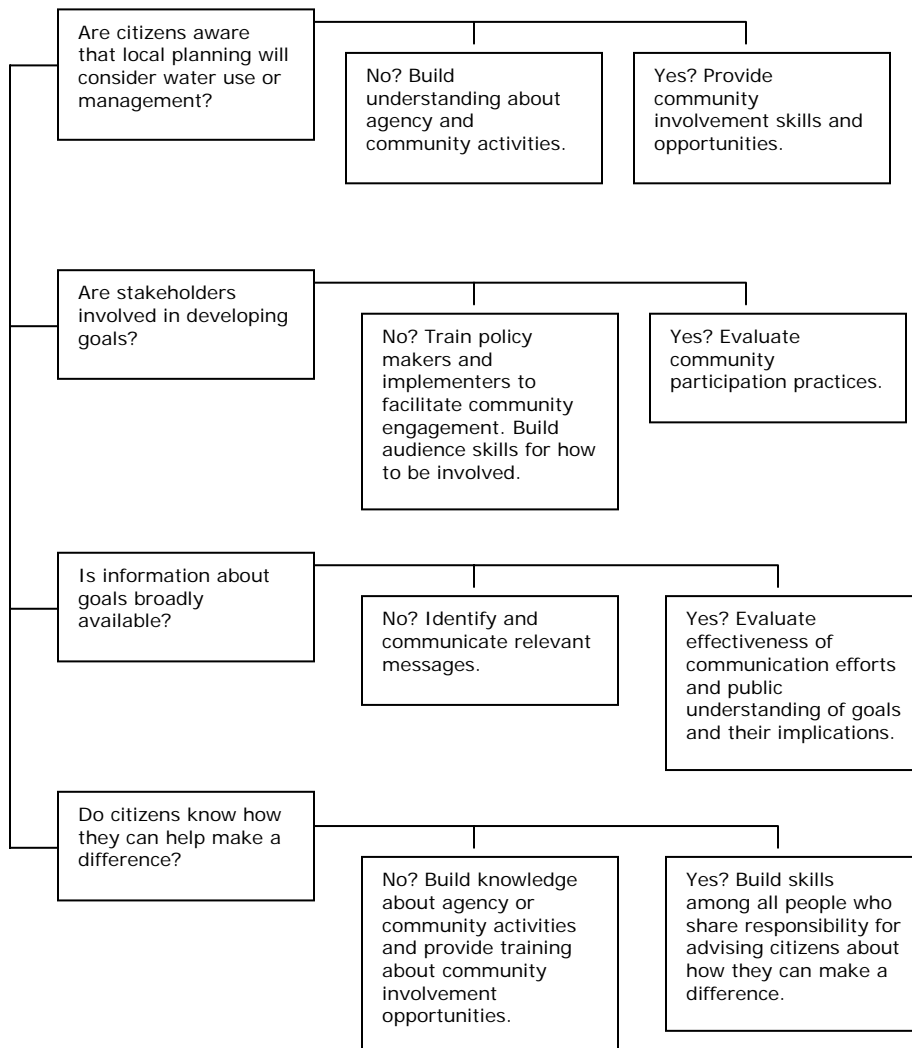 Are citizens aware
that local planning will
consider water use or
management?
No? Build
understanding about
agency and
community activities.
Yes? Provide
community
involvement skills and
opportunities.
Are stakeholders
involved in developing
goals?
No? Train policy
makers and
implementers to
facilitate community
engagement. Build
audience skills for how
to be involved.
Yes? Evaluate
community
participation practices.
Is information about
goals broadly
available?
No? Identify and
communicate relevant
messages.
Yes? Evaluate
effectiveness of
communication efforts
and public
understanding of goals
and their implications.
Do citizens know how
they can help make a
difference?
No? Build knowledge
about agency or
community activities
and provide training
about community
involvement
opportunities.
Yes? Build skills
among all people who
share responsibility for
advising citizens about
how they can make a
difference.